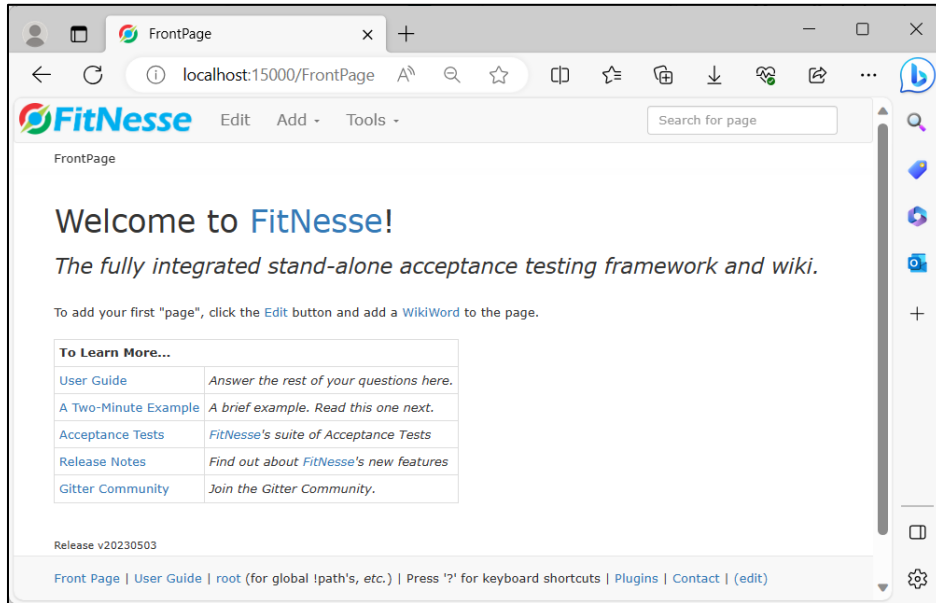 FrontPage
localhost:15000/FrontPage
FitNesse Edit Add Tools Search for page
FrontPage
Welcome to FitNesse!
The fully integrated stand-alone acceptance testing framework and wiki.
To add your first "page", click the Edit button and add a WikiWord to the page.
To Learn More...
User Guide Answer the rest of your questions here.
A Two-Minute Example A brief example. Read this one next.
Acceptance Tests FitNesse's suite of Acceptance Tests
Release Notes Find out about FitNesse's new features
Gitter Community Join the Gitter Community.
Release v20230503
Front Page | User Guide | root (for global !path's, etc.) | Press '?' for keyboard shortcuts | Plugins | Contact | (edit)